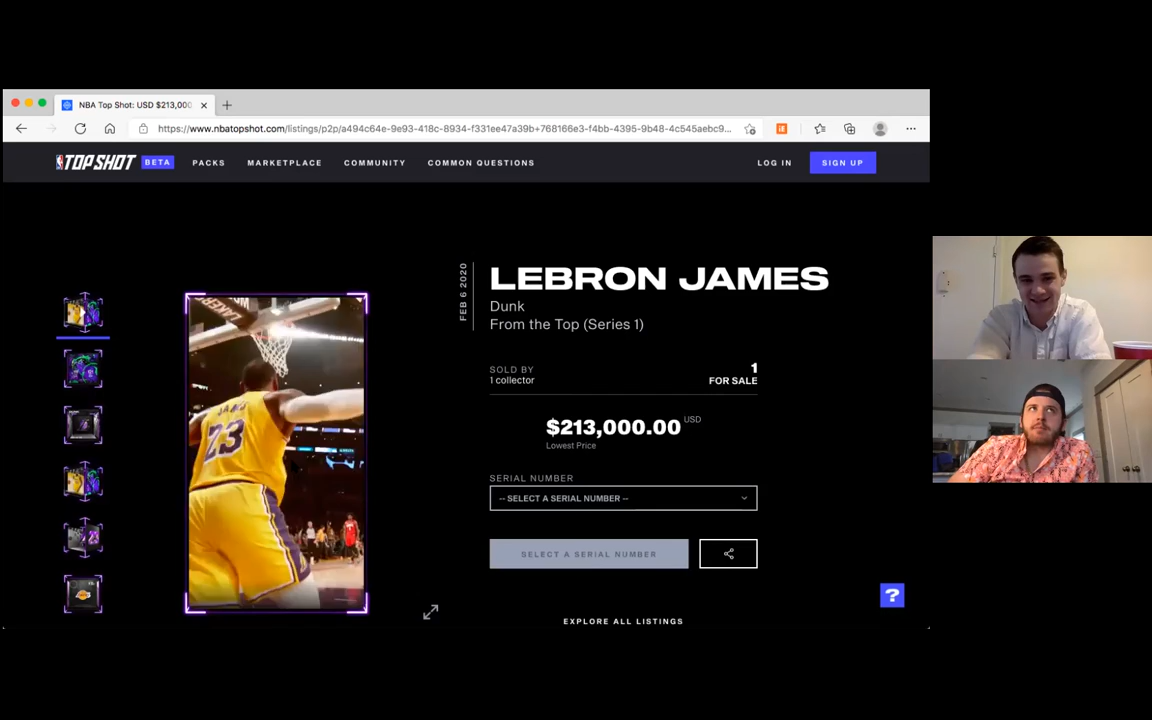 NBA Top Shot: USD $213,000
https://www.nbatopshot.com/listings/p2p/a494c64e-9e93-418c-8934-f331ee47a39b+768166e3-f4bb-4395-9b48-4c545aebc9...
TOP SHOT BETA PACKS MARKETPLACE COMMUNITY COMMON QUESTIONS LOG IN SIGN UP
FEB 6 2020
LEBRON JAMES
Dunk
From the Top (Series 1)
SOLD BY
1 collector
1
FOR SALE
$213,000.00 USD
Lowest Price
SERIAL NUMBER
-- SELECT A SERIAL NUMBER --
SELECT A SERIAL NUMBER
EXPLORE ALL LISTINGS
?
LAKERS
JAMES
23